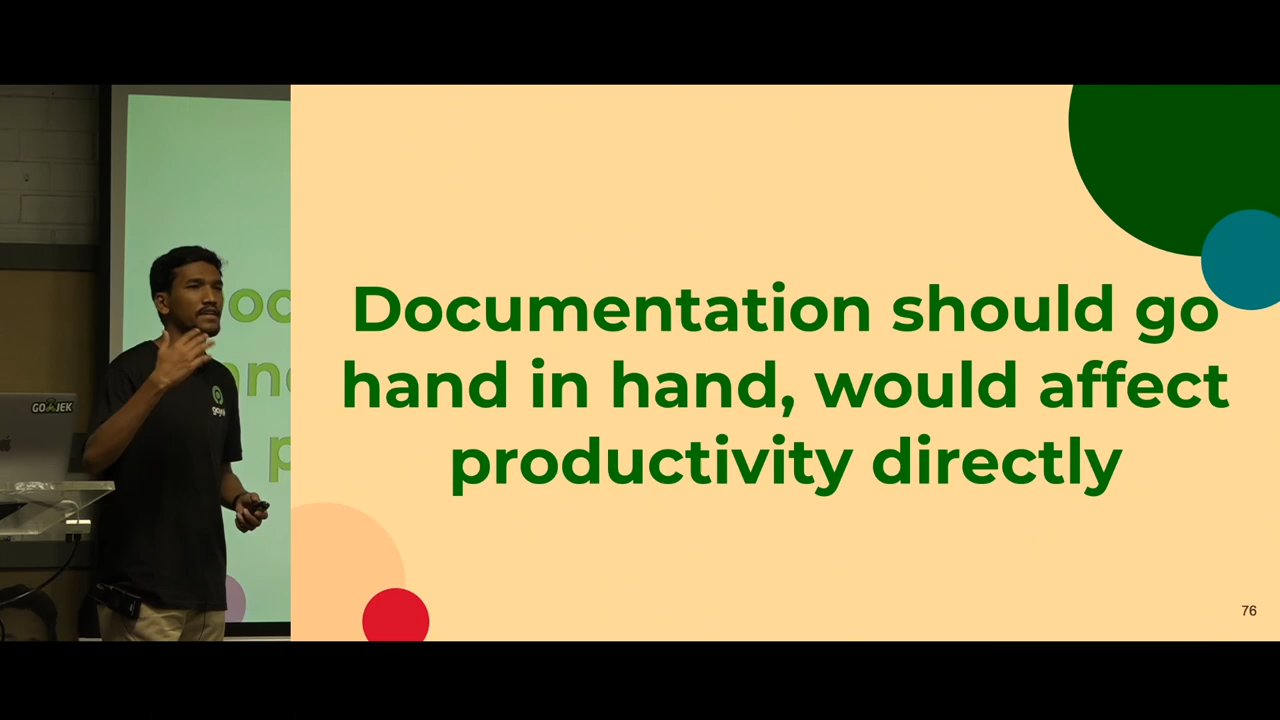 Documentation should go
hand in hand, would affect
productivity directly
76
GOJEK